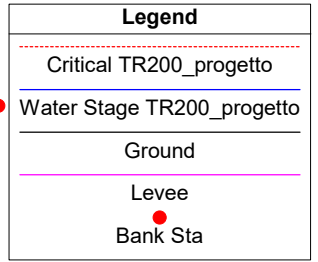 Legend
Critical TR200_progetto
Water Stage TR200_progetto
Ground
Levee
Bank Sta